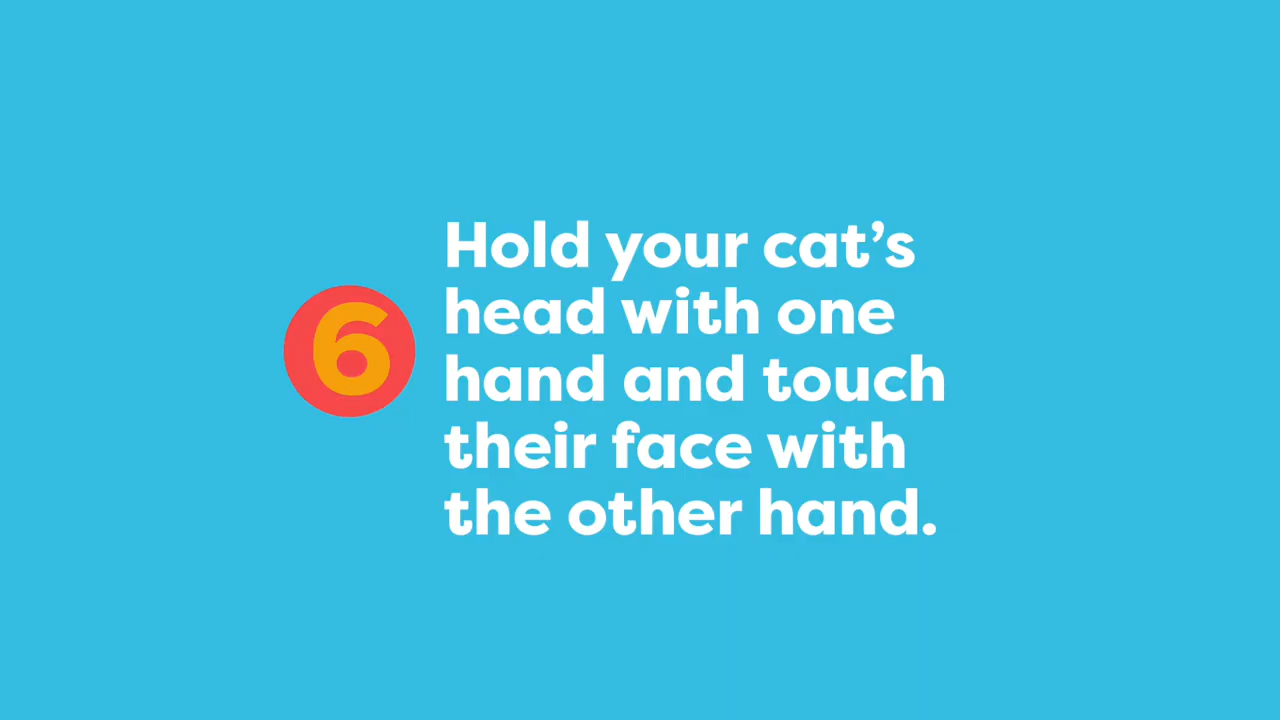 6
Hold your cat’s
head with one
hand and touch
their face with
the other hand.